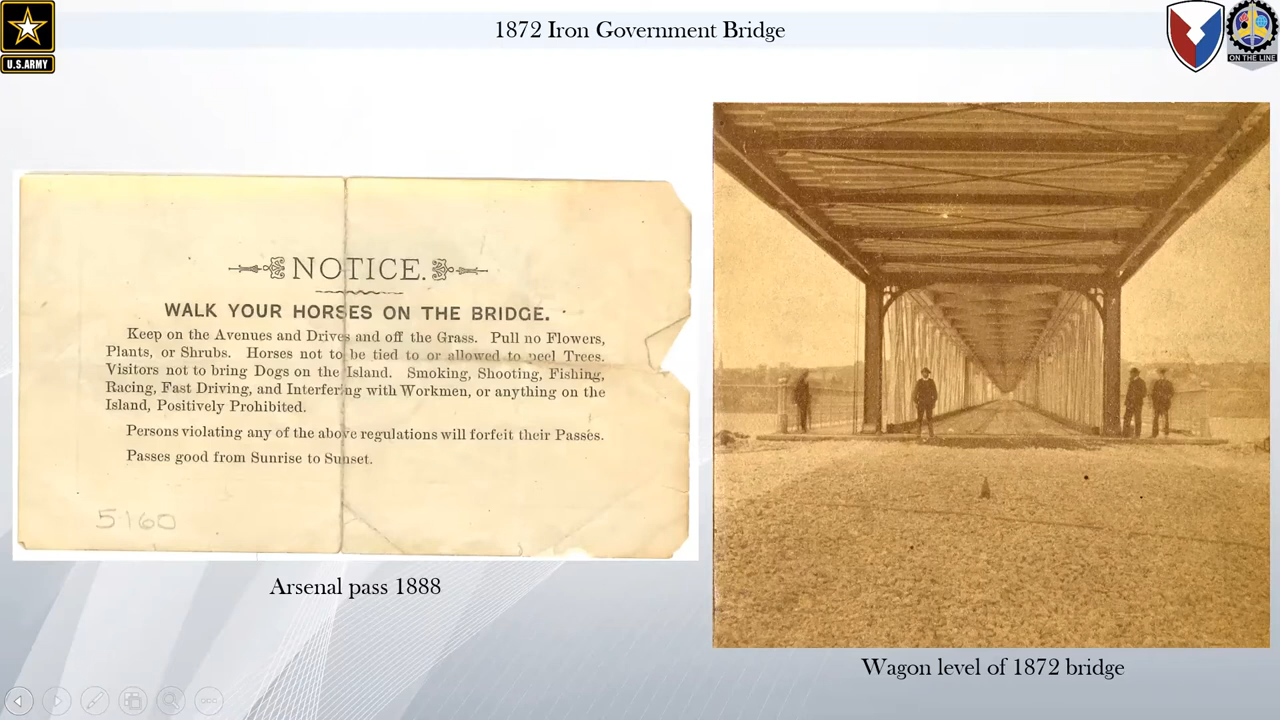 1872 Iron Government Bridge
U.S.ARMY
ON THE LINE
NOTICE.
WALK YOUR HORSES ON THE BRIDGE.
Keep on the Avenues and Drives and off the Grass. Pull no Flowers,
Plants, or Shrubs. Horses not to be tied to or allowed to peel Trees.
Visitors not to bring Dogs on the Island. Smoking, Shooting, Fishing,
Racing, Fast Driving, and Interfering with Workmen, or anything on the
Island, Positively Prohibited.
Persons violating any of the above regulations will forfeit their Passes.
Passes good from Sunrise to Sunset.
5160
Arsenal pass 1888
Wagon level of 1872 bridge